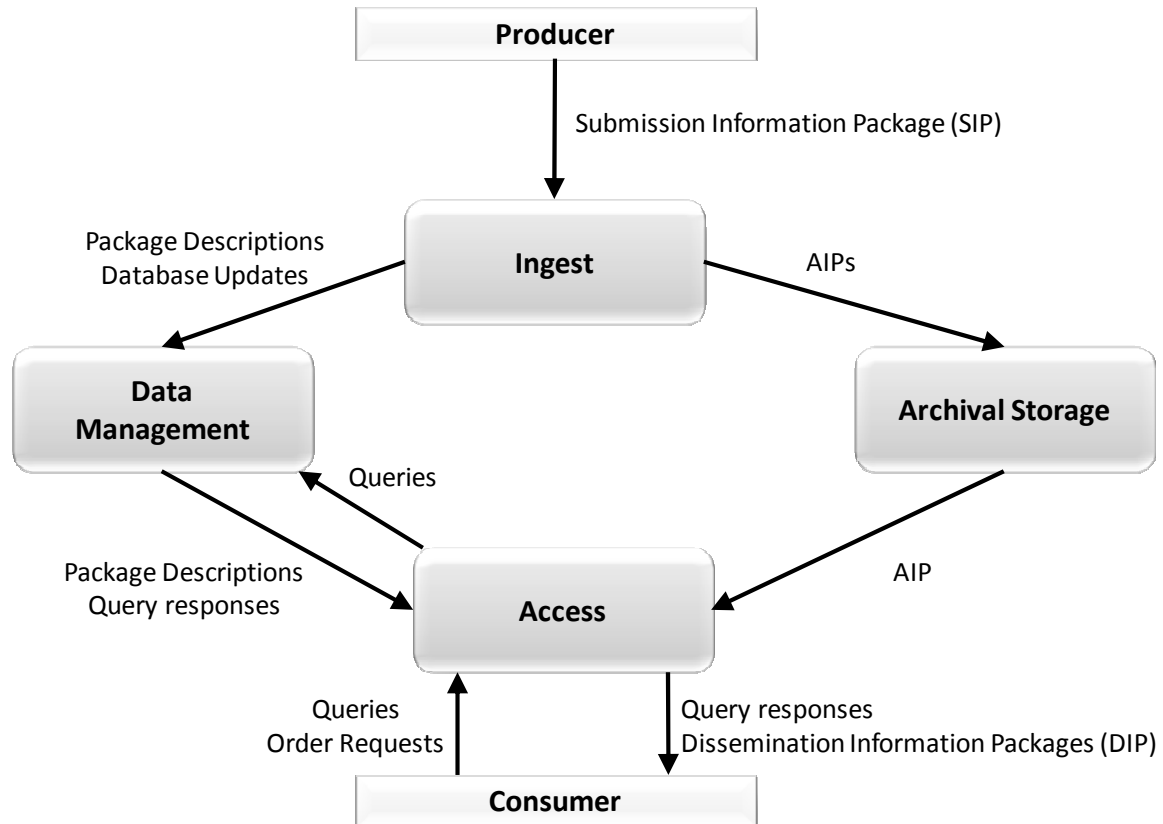 Producer
Submission Information Package (SIP)
Package Descriptions
Database Updates
Ingest
AIPs
Data
Management
Archival Storage
Queries
Package Descriptions
Query responses
AIP
Access
Queries
Order Requests
Query responses
Dissemination Information Packages (DIP)
Consumer